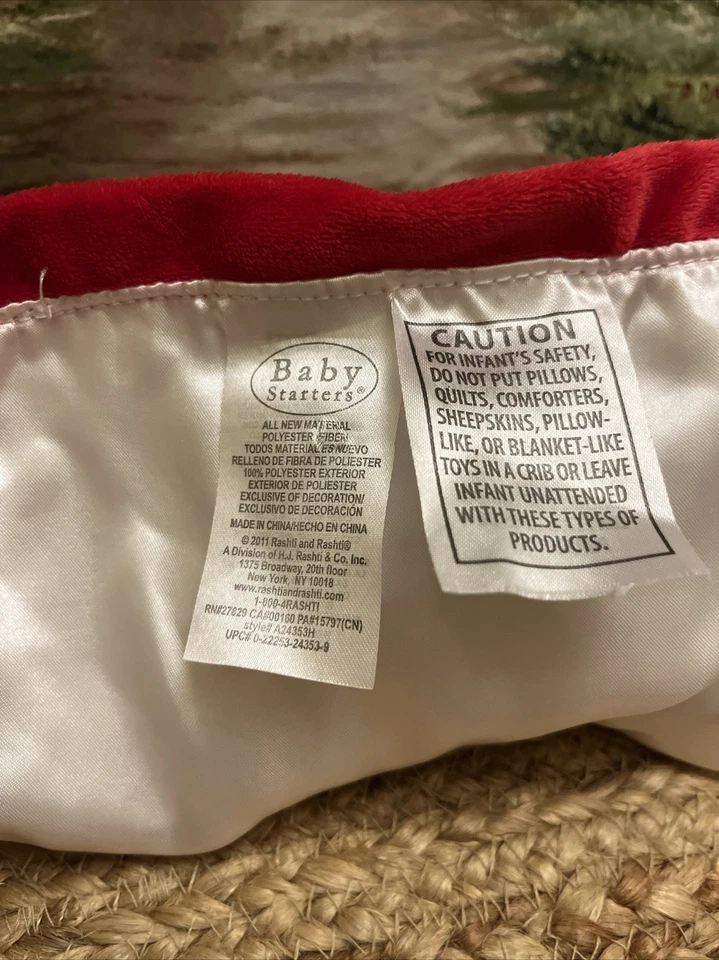 Baby
Starters®
ALL NEW MATERIAL
POLYESTER FIBER
TODOS MATERIALES NUEVO
RELLENO DE FIBRA DE POLIESTER
100% POLYESTER EXTERIOR
EXTERIOR DE POLIESTER
EXCLUSIVE OF DECORATION/
EXCLUSIVO DE DECORACIÓN
MADE IN CHINA/HECHO EN CHINA
© 2011 Rashti and Rashti®
A Division of H.J. Rashti & Co. Inc.
1375 Broadway, 20th floor
New York, NY 10018
www.rashtiandrashti.com
1-800-4RASHTI
RN#27829 CA#00160 PA#15797(CN)
style# A24353H
UPC# 0-22253-24353-9
CAUTION
FOR INFANT'S SAFETY,
DO NOT PUT PILLOWS,
QUILTS, COMFORTERS,
SHEEPSKINS, PILLOW-
LIKE, OR BLANKET-LIKE
TOYS IN A CRIB OR LEAVE
INFANT UNATTENDED
WITH THESE TYPES OF
PRODUCTS.